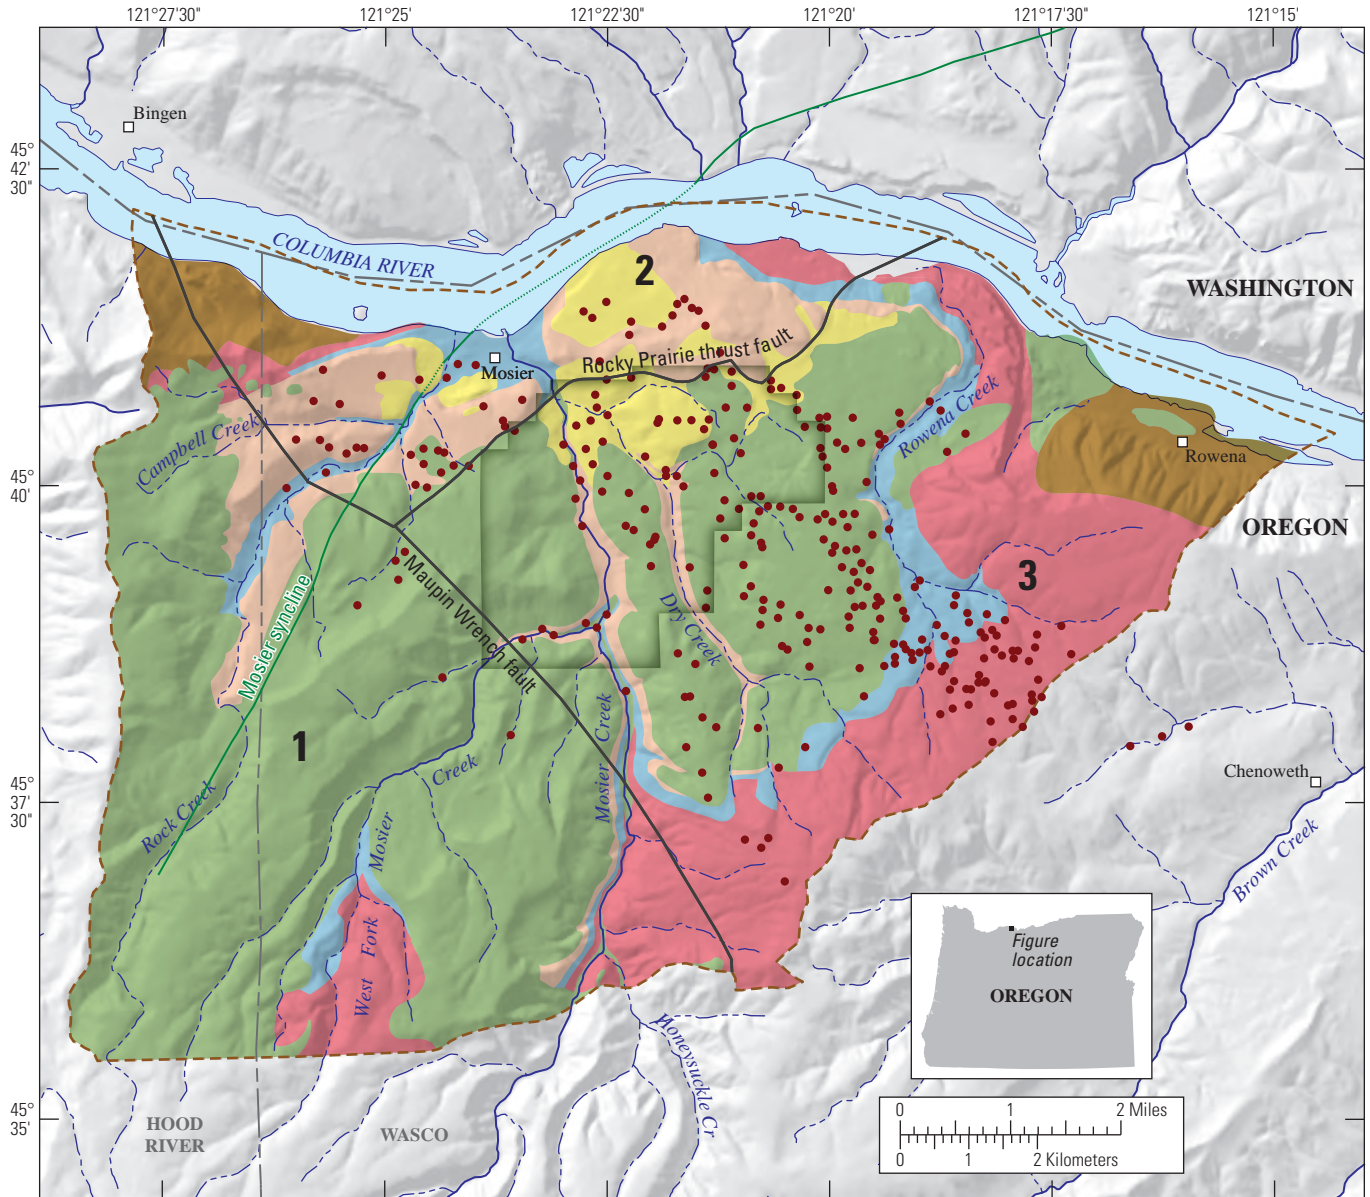 121°27'30"
121°25'
121°22'30"
121°20'
121°17'30"
121°15'
Bingen
45°
42'
30"
COLUMBIA RIVER
2
WASHINGTON
Rocky Prairie thrust fault
Mosier
Rowena Creek
Campbell Creek
Rowena
45°
40'
OREGON
Maupin Wrench fault
3
Dry Creek
Mosier syncline
Mosier Creek
1
Creek
Chenoweth
45°
37'
30"
Rock Creek
Mosier
Brown Creek
West Fork
Figure
location
OREGON
Honeysuckle Cr
0 1 2 Miles
0 1 2 Kilometers
45°
35'
HOOD
RIVER
WASCO